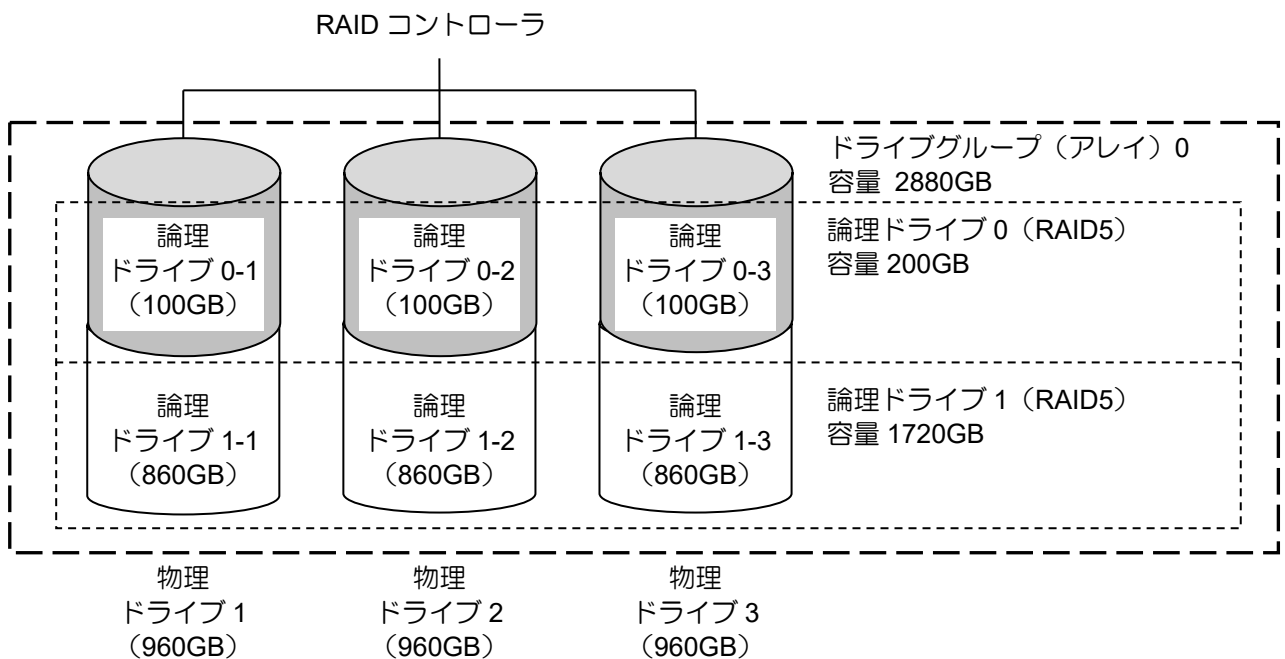 RAID コントローラ
ドライブグループ（アレイ）0
容量 2880GB
論理
ドライブ 0-1
（100GB）
論理
ドライブ 0-2
（100GB）
論理
ドライブ 0-3
（100GB）
論理ドライブ 0（RAID5）
容量 200GB
論理
ドライブ 1-1
（860GB）
論理
ドライブ 1-2
（860GB）
論理
ドライブ 1-3
（860GB）
論理ドライブ 1（RAID5）
容量 1720GB
物理
ドライブ 1
（960GB）
物理
ドライブ 2
（960GB）
物理
ドライブ 3
（960GB）